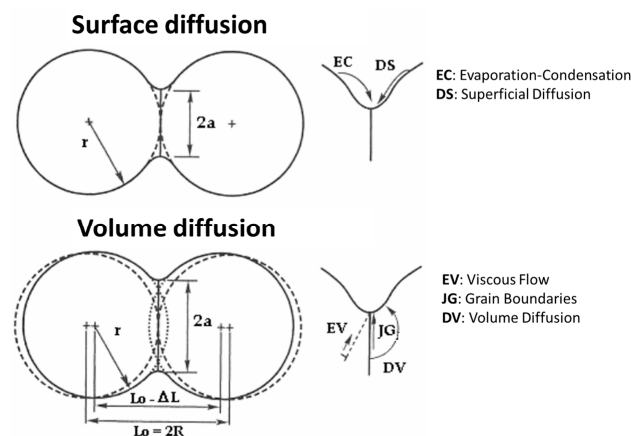 Surface diffusion
r
2a
EC
DS
EC: Evaporation-Condensation
DS: Superficial Diffusion
Volume diffusion
r
2a
Lo - ΔL
Lo = 2R
EV
JG
DV
EV: Viscous Flow
JG: Grain Boundaries
DV: Volume Diffusion